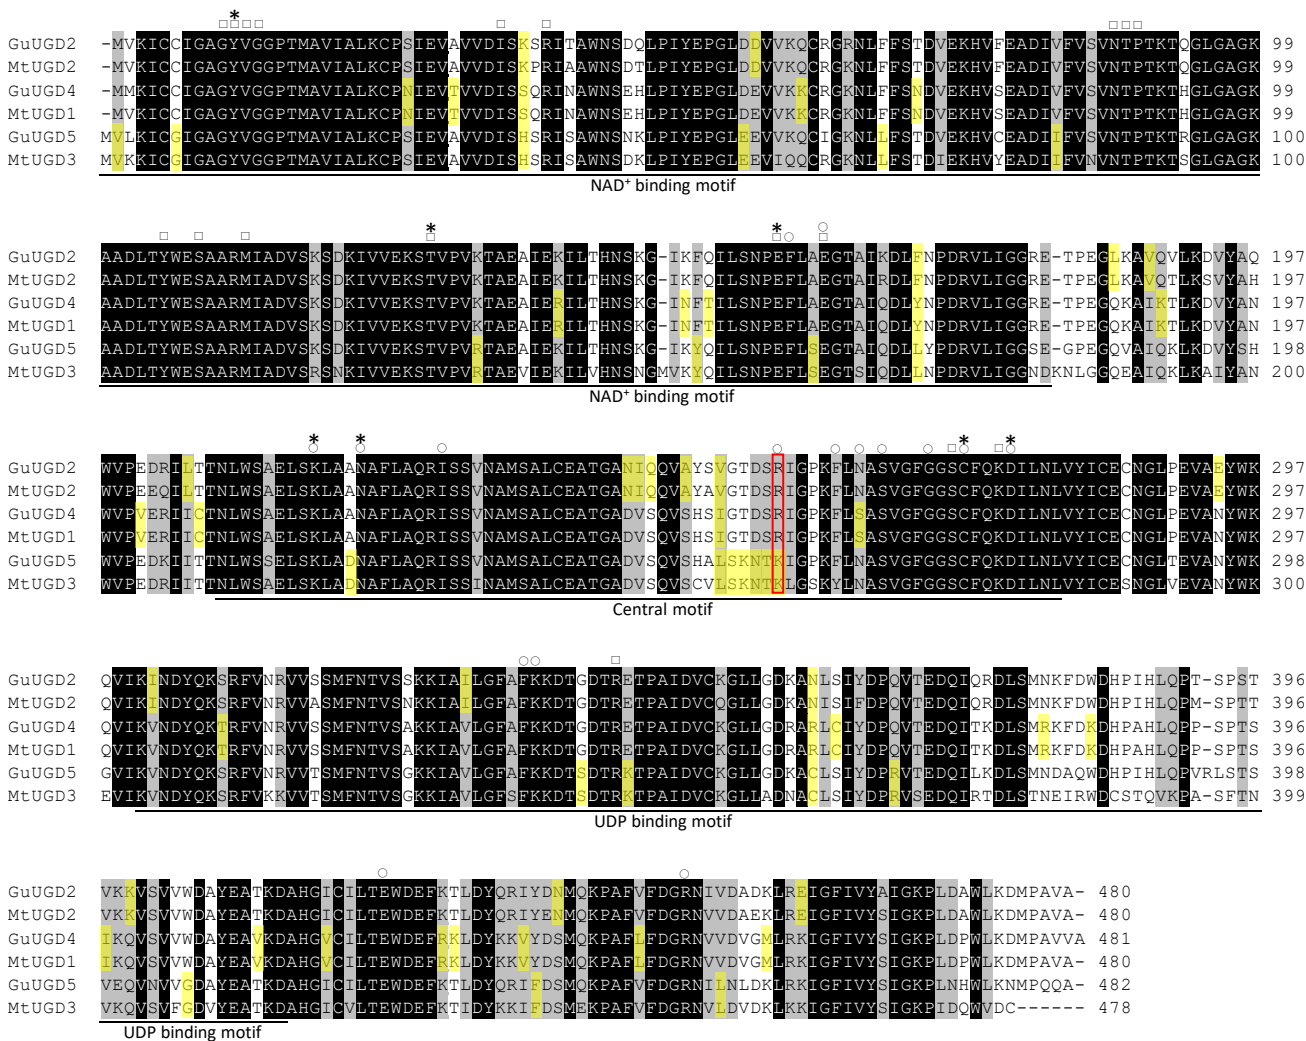 GuUGD2 -MVKICCIGAGYVGGPTMAVIALKCPSIEVAVVDISKSRITAWNSDQLPIYEPGLDDVVKQCRGRNLFFSTDVEKHVFEADIVFVSVNTPTKTQGLGAGK 99
MtUGD2 -MVKICCIGAGYVGGPTMAVIALKCPSIEVAVVDISKPRIAAWNSDTLPIYEPGLDDVVKQCRGKNLFFSTDVEKHVFEADIVFVSVNTPTKTQGLGAGK 99
GuUGD4 -MMKICCIGAGYVGGPTMAVIALKCPNIEVTVVDISSQRINAWNSEHLPIYEPGLDEVVKKCRGKNLFFSNDVEKHVSEADIVFVSVNTPTKTHGLGAGK 99
MtUGD1 -MVKICCIGAGYVGGPTMAVIALKCPNIEVTVVDISSQRINAWNSEHLPIYEPGLDEVVKKCRGKNLFFSNDVEKHVSEADIVFVSVNTPTKTHGLGAGK 99
GuUGD5 MVLKICGIGAGYVGGPTMAVIALKCPSIEVAVVDISHSRISAWNSNKLPIYEPGLEEVVKQCIGKNLLFSTDVEKHVCEADIIFVSVNTPTKTRGLGAGK 100
MtUGD3 MVKKICGIGAGYVGGPTMAVIALKCPSIEVAVVDISHSRISAWNSDKLPIYEPGLEEVIQQCRGKNLLFSTDIEKHVYEADIIFVNVNTPTKTSGLGAGK 100
NAD⁺ binding motif
GuUGD2 AADLTYWESAARMIADVSKSDKIVVEKSTVPVKTAEAIEKILTHNSKG-IKFQILSNPEFLAEGTAIKDLFNPDRVLIGGRE-TPEGLKAVQVLKDVYAQ 197
MtUGD2 AADLTYWESAARMIADVSKSDKIVVEKSTVPVKTAEAIEKILTHNSKG-IKFQILSNPEFLAEGTAIKDLFNPDRVLIGGRE-TPEGLKAVQTLKSVYAH 197
GuUGD4 AADLTYWESAARMIADVSKSDKIVVEKSTVPVKTAEAIERILTHNSKG-INFTILSNPEFLAEGTAIQDLYNPDRVLIGGRE-TPEGQKAIKTLKDVYAN 197
MtUGD1 AADLTYWESAARMIADVSKSDKIVVEKSTVPVKTAEAIERILTHNSKG-INFTILSNPEFLAEGTAIQDLYNPDRVLIGGRE-TPEGQKAIKTLKDVYAN 197
GuUGD5 AADLTYWESAARMIADVSKSDKIVVEKSTVPVRTAEAIEKILTHNSKG-IKYQILSNPEFLSEGTAIQDLLYPDRVLIGGSE-GPEGQVAIQKLKDVYSH 198
MtUGD3 AADLTYWESAARMIADVSRSNKIVVEKSTVPVRTAEVIEKILVHNSNGMVKYQILSNPEFLSEGTSIQDLLNPDRVLIGGNDKNLGGQEAIQKLKAIYAN 200
NAD⁺ binding motif
GuUGD2 WVPEDRILTTNLWSAELSKLAANAFLAQRISSVNAMSALCEATGANIQQVAYSVGTDSRIGPKFLNASVGFGGSCFQKDILNLVYICECNGLPEVAEYWK 297
MtUGD2 WVPEEQILTTNLWSAELSKLAANAFLAQRISSVNAMSALCEATGANIQQVAYAVGTDSRIGPKFLNASVGFGGSCFQKDILNLVYICECNGLPEVAEYWK 297
GuUGD4 WVPVERIICTNLWSAELSKLAANAFLAQRISSVNAMSALCEATGADVSQVSHSIGTDSRIGPKFLSASVGFGGSCFQKDILNLVYICECNGLPEVANYWK 297
MtUGD1 WVPVERIICTNLWSAELSKLAANAFLAQRISSVNAMSALCEATGADVSQVSHSIGTDSRIGPKFLSASVGFGGSCFQKDILNLVYICECNGLPEVANYWK 297
GuUGD5 WVPEDKIITTNLWSSELSKLADNAFLAQRISSVNAMSALCEATGADVSQVSHALSKNTKIGPKFLNASVGFGGSCFQKDILNLVYICECNGLTEVANYWK 298
MtUGD3 WVPEDRIITTNLWSAELSKLADNAFLAQRISSINAMSALCEATGADVSQVSCVLSKNTKLGSKYLNASVGFGGSCFQKDILNLVYICESNGLVEVANYWK 300
Central motif
GuUGD2 QVIKINDYQKSRFVNRVVSSMFNTVSSKKIAILGFAFKKDTGDTRETPAIDVCKGLLGDKANLSIYDPQVTEDQIQRDLSMNKFDWDHPIHLQPT-SPST 396
MtUGD2 QVIKINDYQKSRFVNRVVASMFNTVSNKKIAILGFAFKKDTGDTRETPAIDVCQGLLGDKANISIFDPQVTEDQIQRDLSMNKFDWDHPIHLQPM-SPTT 396
GuUGD4 QVIKVNDYQKTRFVNRVVSSMFNTVSAKKIAVLGFAFKKDTGDTRETPAIDVCKGLLGDRARLCIYDPQVTEDQITKDLSMRKFDKDHPAHLQPP-SPTS 396
MtUGD1 QVIKVNDYQKTRFVNRVVSSMFNTVSAKKIAVLGFAFKKDTGDTRETPAIDVCKGLLGDRARLCIYDPQVTEDQITKDLSMRKFDKDHPAHLQPP-SPTS 396
GuUGD5 GVIKVNDYQKSRFVNRVVTSMFNTVSGKKIAVLGFAFKKDTSDTRKTPAIDVCKGLLGDKACLSIYDPRVTEDQILKDLSMNDAQWDHPIHLQPVRLSTS 398
MtUGD3 EVIKVNDYQKSRFVKKVVTSMFNTVSGKKIAVLGFSFKKDTSDTRKTPAIDVCKGLLADNACLSIYDPRVSEDQIRTDLSTNEIRWDCSTQVKPA-SFTN 399
UDP binding motif
GuUGD2 VKKVSVVWDAYEATKDAHGICILTEWDEFKTLDYQRIYDNMQKPAFVFDGRNIVDADKLREIGFIVYAIGKPLDAWLKDMPAVA- 480
MtUGD2 VKKVSVVWDAYEATKDAHGICILTEWDEFKTLDYQRIYENMQKPAFVFDGRNVVDAEKLREIGFIVYSIGKPLDAWLKDMPAVA- 480
GuUGD4 IKQVSVVWDAYEAVKDAHGVCILTEWDEFRKLDYKKVYDSMQKPAFLFDGRNVVDVGMLRKIGFIVYSIGKPLDPWLKDMPAVVA 481
MtUGD1 IKQVSVVWDAYEAVKDAHGVCILTEWDEFRKLDYKKVYDSMQKPAFLFDGRNVVDVGMLRKIGFIVYSIGKPLDPWLKDMPAVA- 480
GuUGD5 VEQVNVVGDAYEATKDAHGICILTEWDEFKTLDYQRIFDSMQKPAFVFDGRNILNLDKLRKIGFIVYSIGKPLNHWLKNMPQQA- 482
MtUGD3 VKQVSVFGDVYEATKDAHGICVLTEWDEFKTIDYKKIFDSMEKPAFVFDGRNVLDVDKLKKIGFIVYSIGKPIDQWVDC------ 478
UDP binding motif